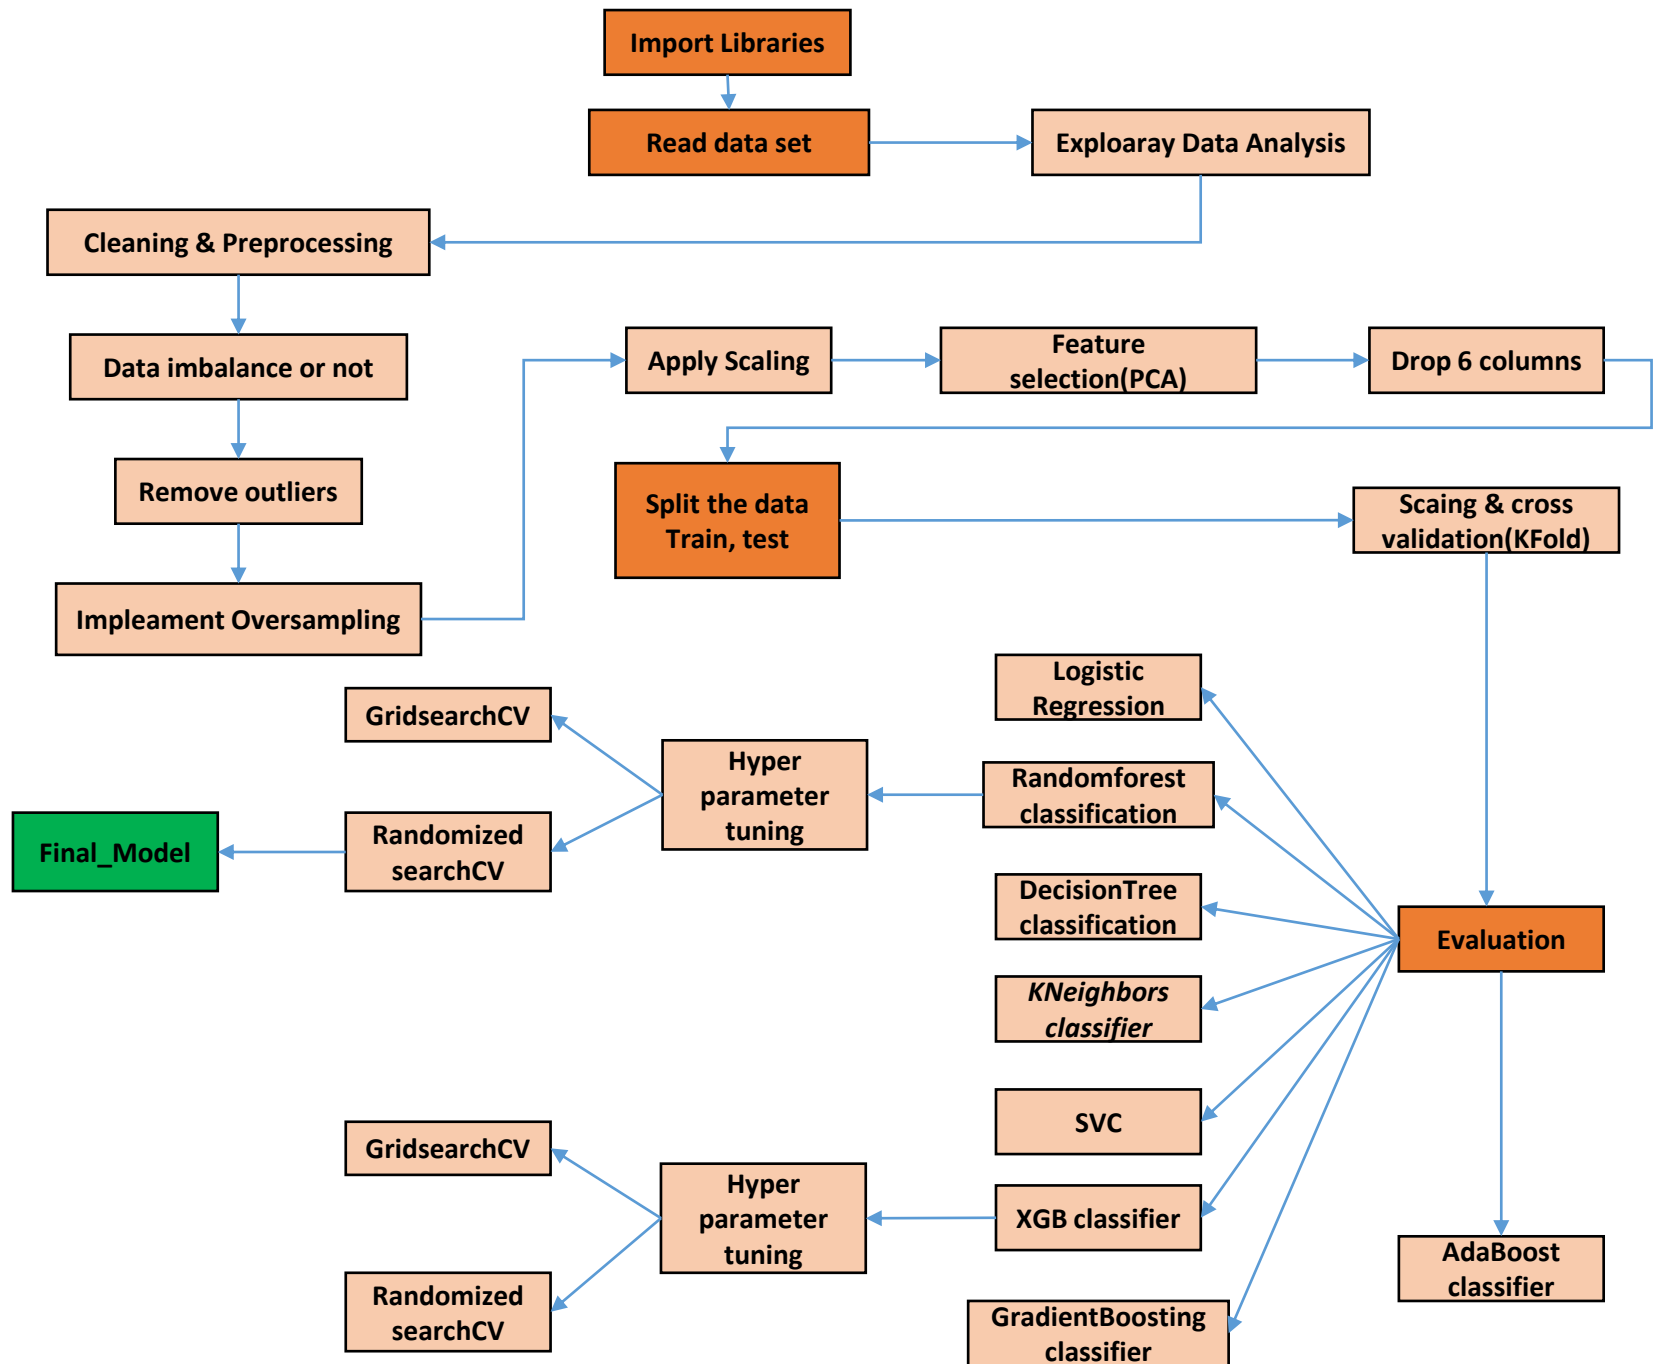 Import Libraries
Read data set
Exploaray Data Analysis
Cleaning & Preprocessing
Data imbalance or not
Remove outliers
Impleament Oversampling
Apply Scaling
Feature
selection(PCA)
Drop 6 columns
Split the data
Train, test
Scaing & cross
validation(KFold)
Evaluation
Logistic
Regression
Randomforest
classification
DecisionTree
classification
KNeighbors
classifier
SVC
XGB classifier
GradientBoosting
classifier
AdaBoost
classifier
Hyper
parameter
tuning
GridsearchCV
Randomized
searchCV
Final_Model
Hyper
parameter
tuning
GridsearchCV
Randomized
searchCV